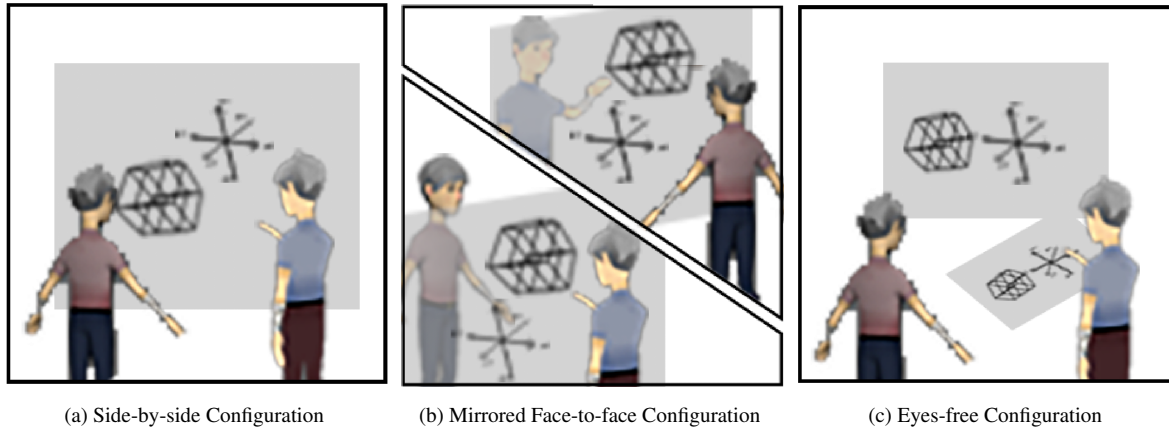 (a) Side-by-side Configuration
(b) Mirrored Face-to-face Configuration
(c) Eyes-free Configuration